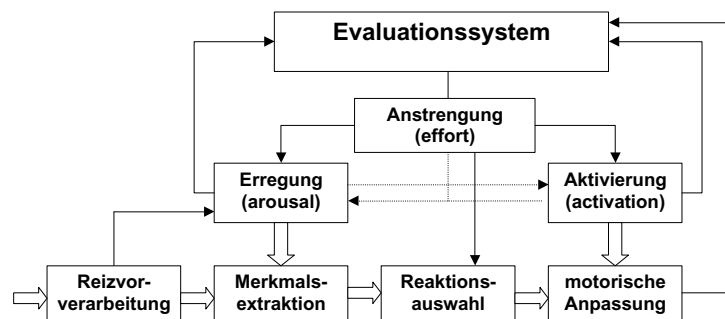 Evaluationssystem
Anstrengung
(effort)
Erregung
(arousal)
Aktivierung
(activation)
Reizvor-
verarbeitung
Merkmals-
extraktion
Reaktions-
auswahl
motorische
Anpassung